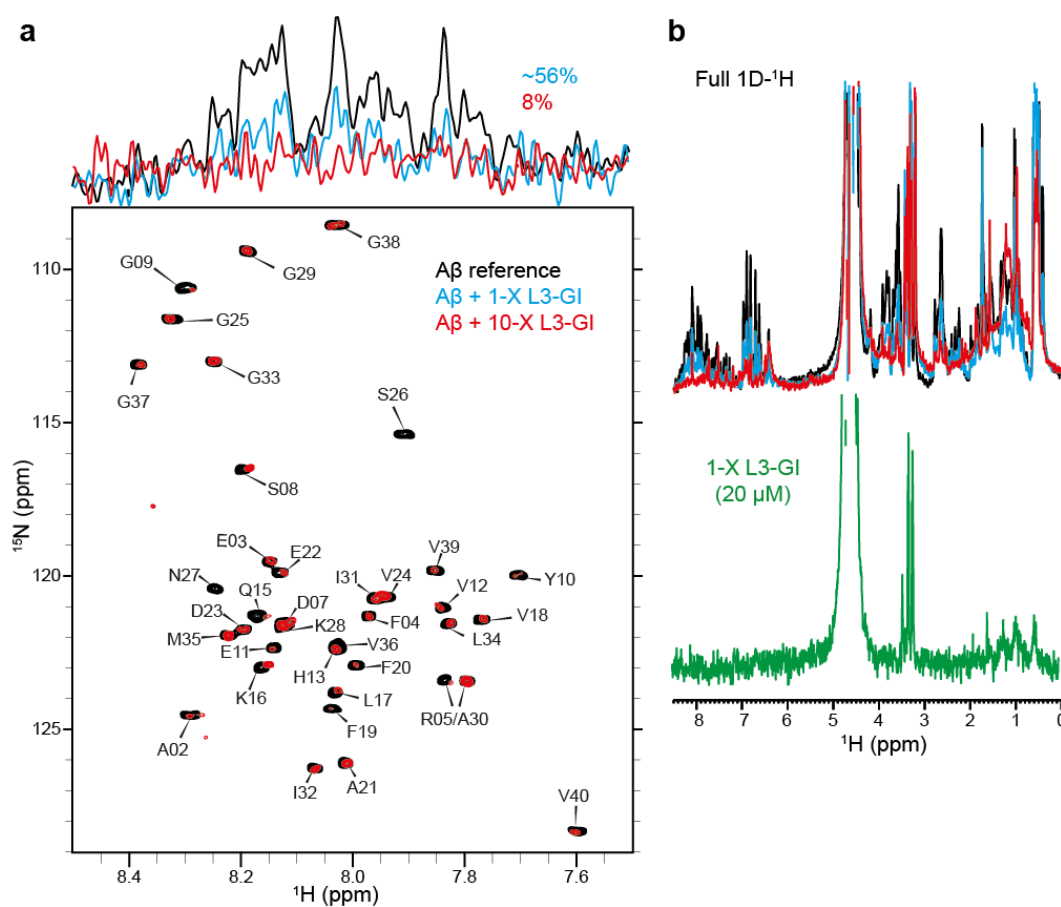 a
b
~56%
8%
Full 1D-¹H
G38
G09
G29
Aβ reference
Aβ + 1-X L3-GI
Aβ + 10-X L3-GI
G25
G33
G37
S26
S08
E03
E22
V39
N27
I31
V24
Y10
Q15
D07
V12
D23
F04
V18
M35
K28
L34
E11
V36
H13
F20
K16
L17
R05/A30
F19
A02
I32
A21
V40
110
115
120
125
¹⁵N (ppm)
8.4
8.2
8.0
7.8
7.6
¹H (ppm)
1-X L3-GI
(20 µM)
8 7 6 5 4 3 2 1 0
¹H (ppm)